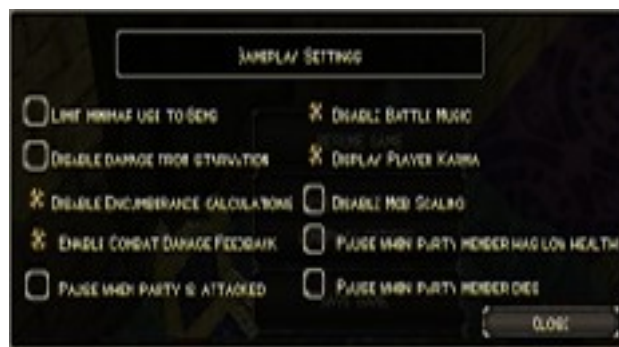 Gameplay Settings
Limit minimap use to Gems
Disable Battle Music
Disable damage from starvation
Display Player Karma
Disable Encumberance calculations
Disable Mob Scaling
Enable Combat Damage Feedback
Pause when party member has low health
Pause when party is attacked
Pause when party member dies
Close